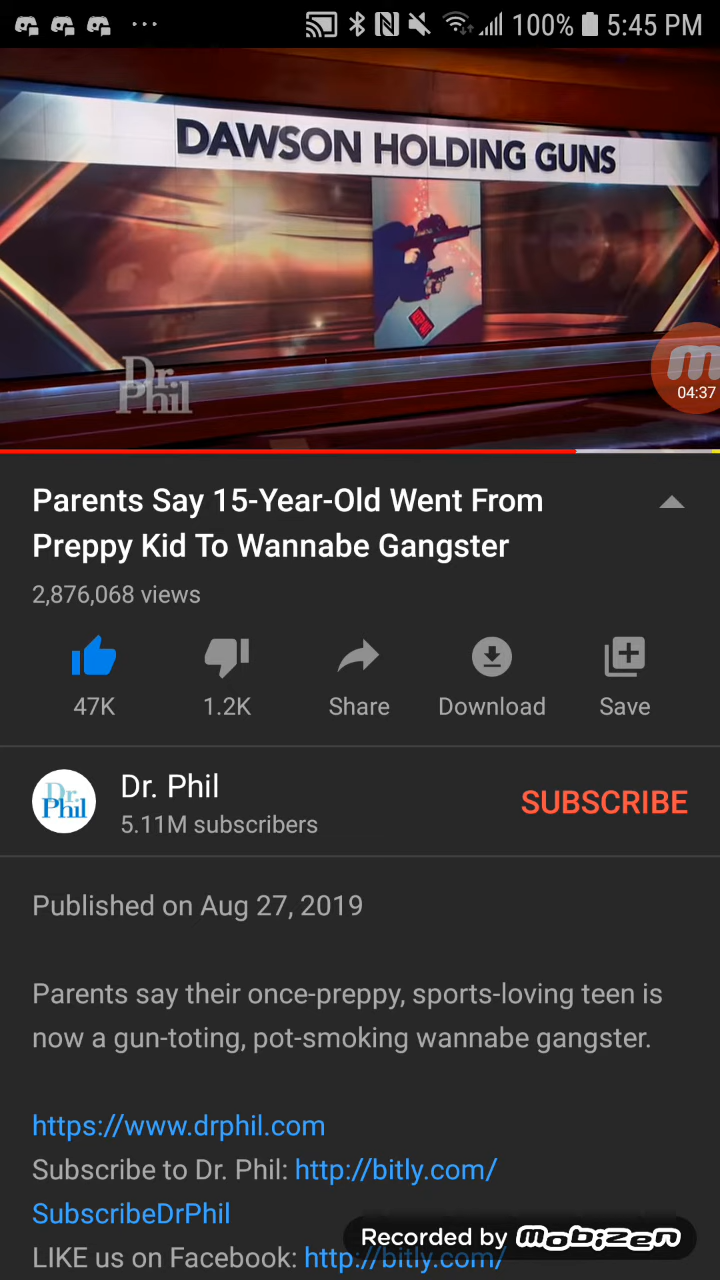 100% 5:45 PM
DAWSON HOLDING GUNS
Dr.
Phil
04:37
Parents Say 15-Year-Old Went From
Preppy Kid To Wannabe Gangster
2,876,068 views
47K 1.2K Share Download Save
Dr.
Phil
Dr. Phil
5.11M subscribers
SUBSCRIBE
Published on Aug 27, 2019
Parents say their once-preppy, sports-loving teen is
now a gun-toting, pot-smoking wannabe gangster.
https://www.drphil.com
Subscribe to Dr. Phil: http://bitly.com/
SubscribeDrPhil
LIKE us on Facebook: http://bitly.com/
Recorded by mobizen